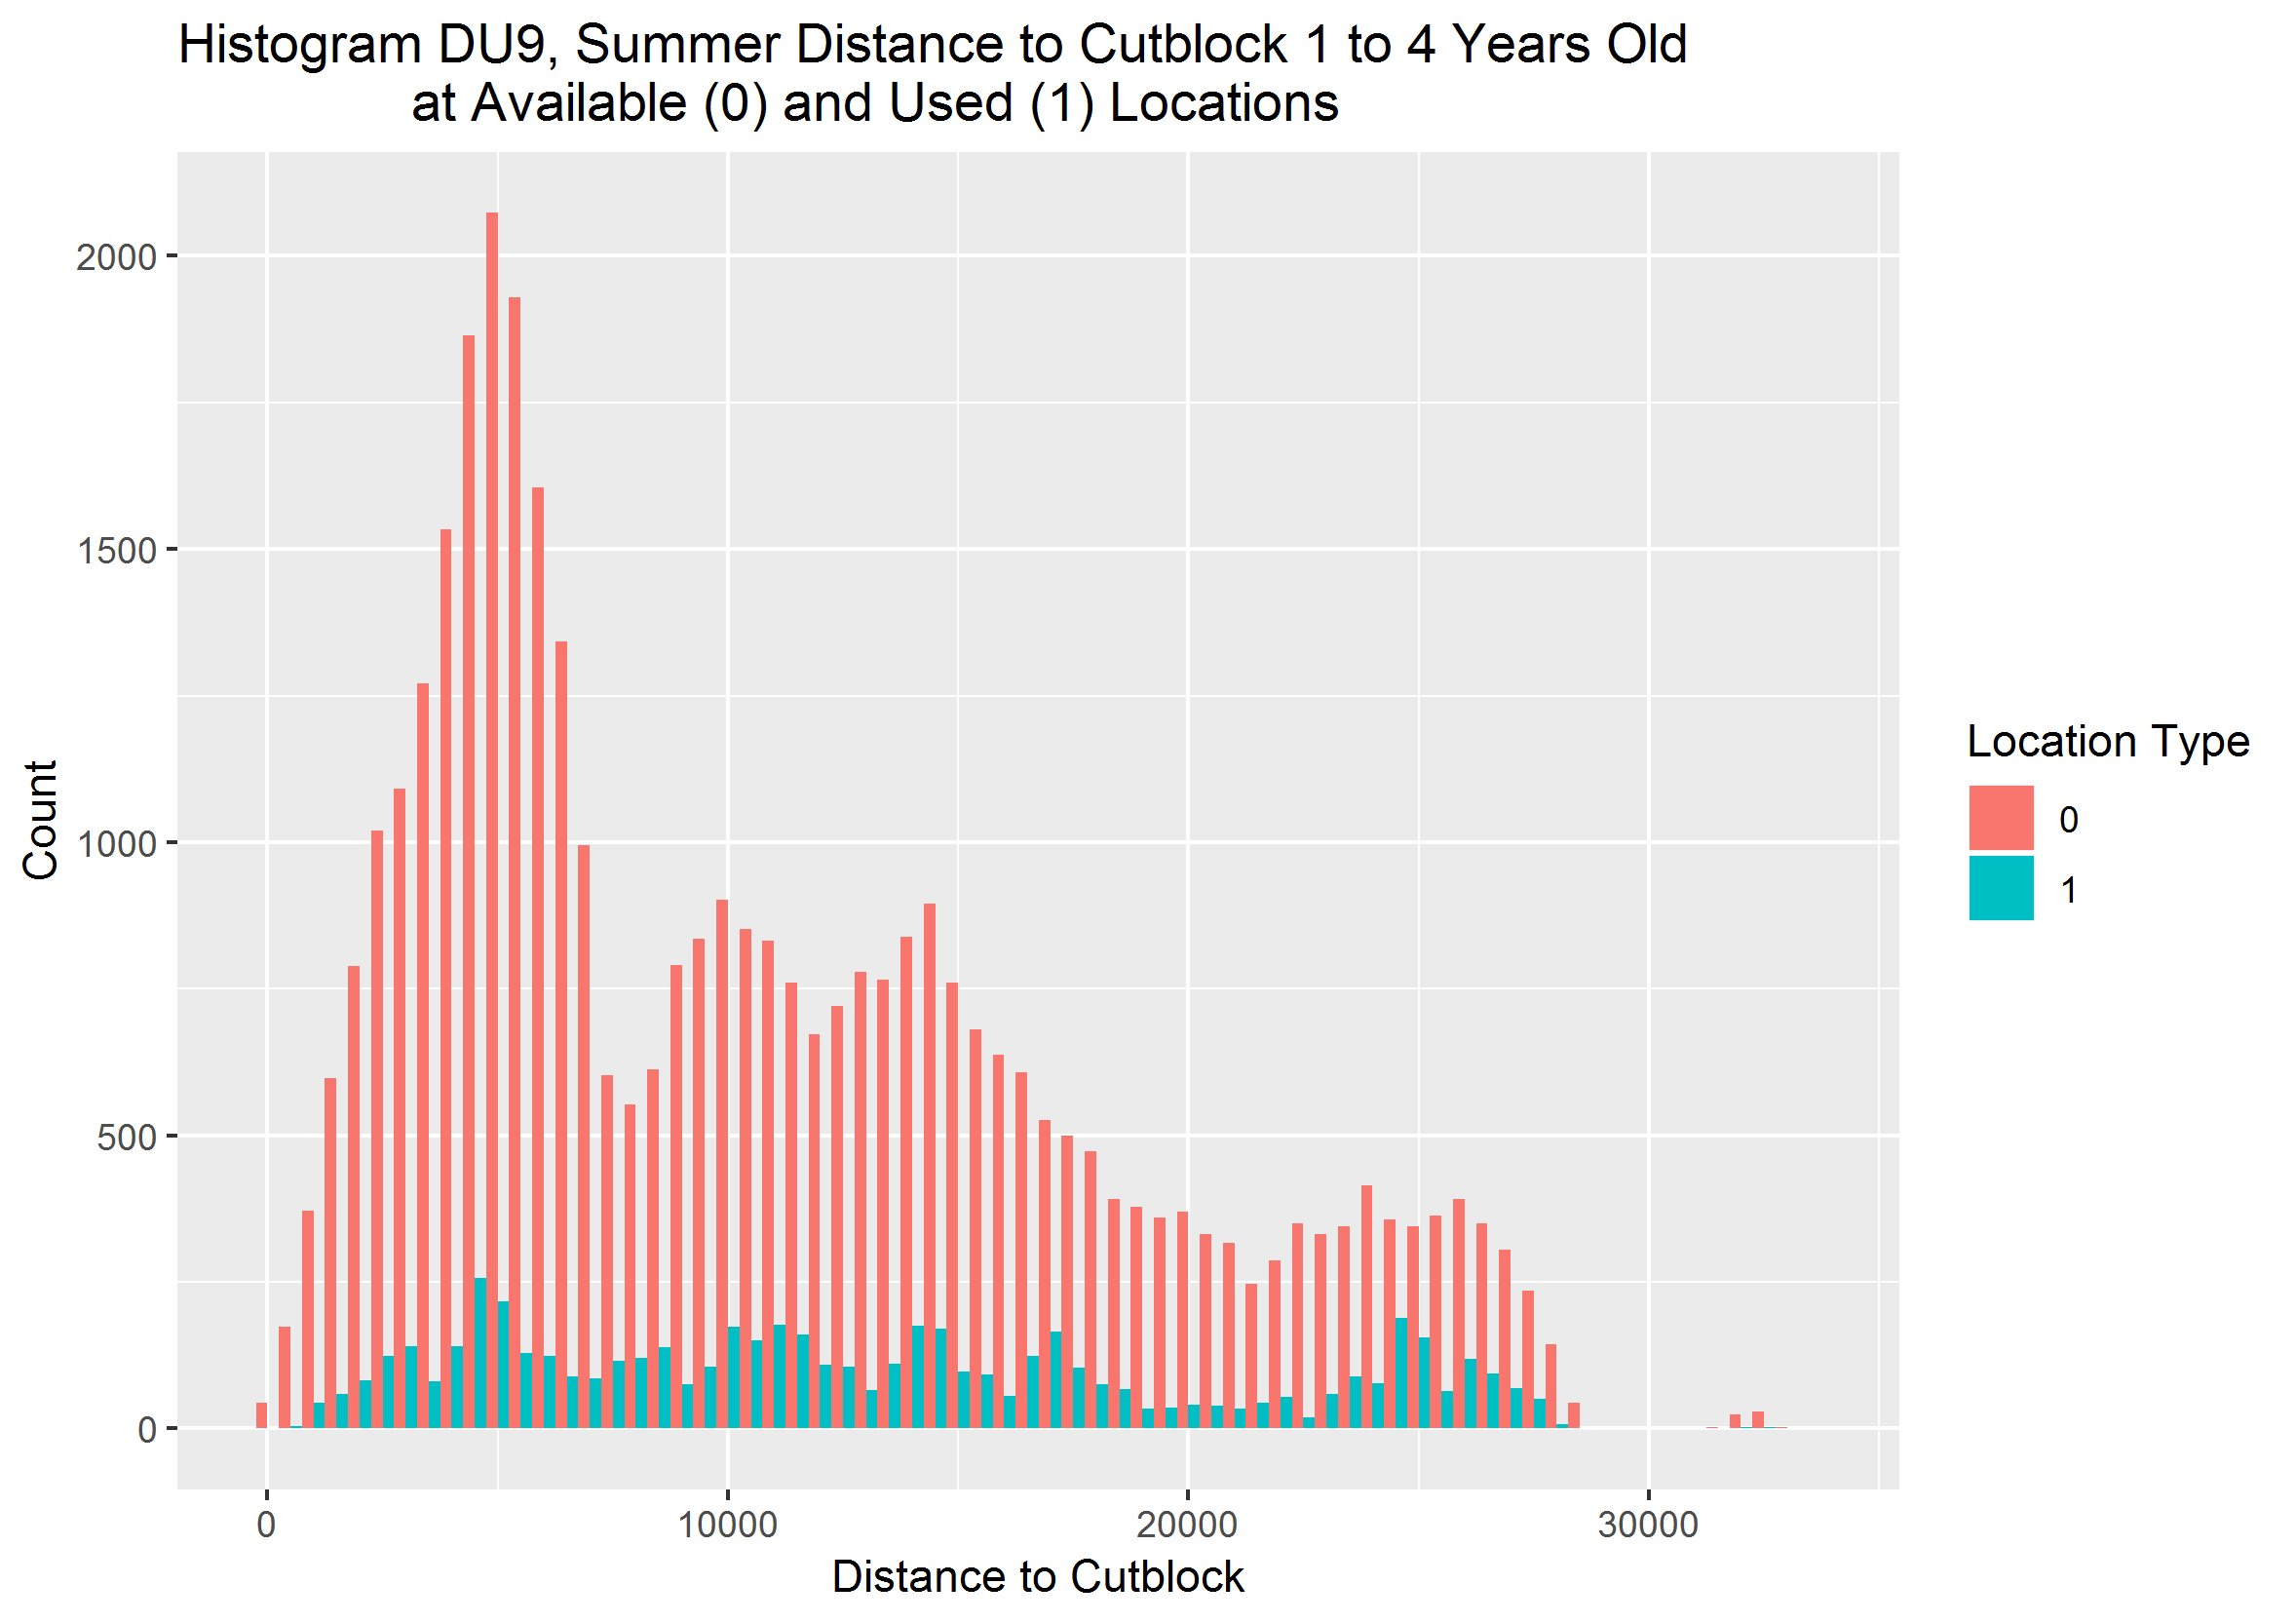 Histogram DU9, Summer Distance to Cutblock 1 to 4 Years Old
at Available (0) and Used (1) Locations
2000
1500
1000
500
0
Count
0 10000 20000 30000
Distance to Cutblock
Location Type
0
1